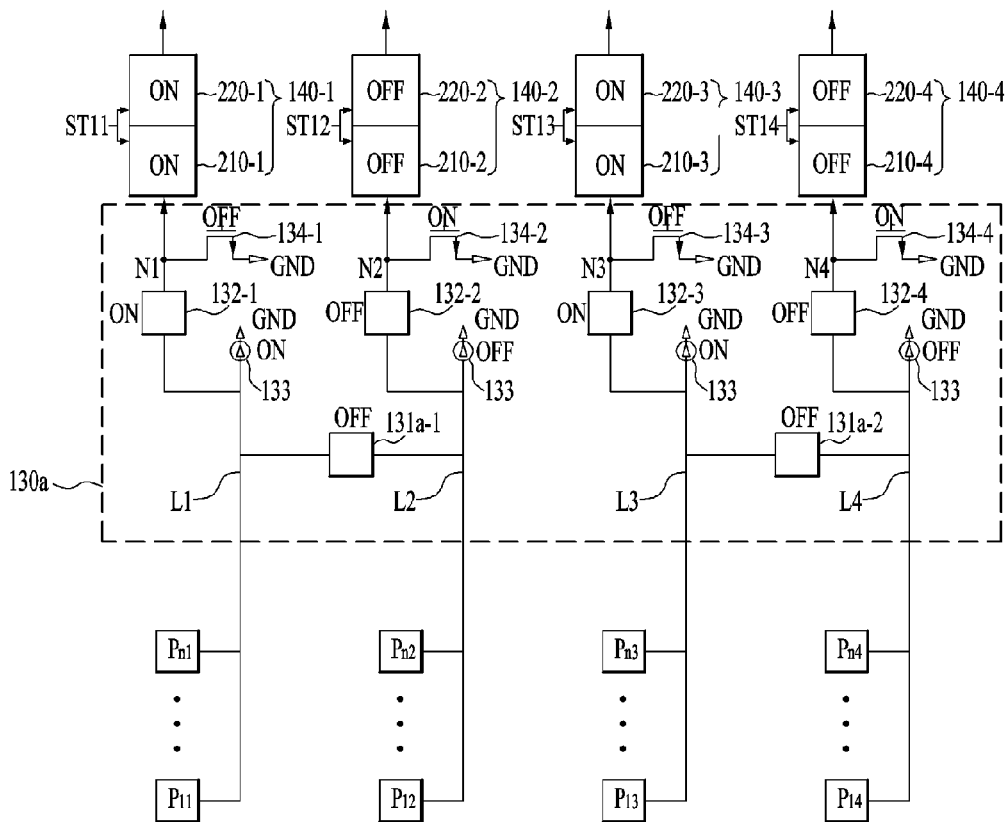 ON 220-1 140-1 OFF 220-2 140-2 ON 220-3 140-3 OFF 220-4 140-4
ST11 ST12 ST13 ST14
ON 210-1 OFF 210-2 ON 210-3 OFF 210-4
OFF 134-1 ON 134-2 OFF 134-3 ON 134-4
N1 GND N2 GND N3 GND N4 GND
ON 132-1 OFF 132-2 ON 132-3 OFF 132-4
GND GND GND GND
ON OFF ON OFF
133 133 133 133
OFF 131a-1 OFF 131a-2
130a L1 L2 L3 L4
Pn1 Pn2 Pn3 Pn4
P11 P12 P13 P14